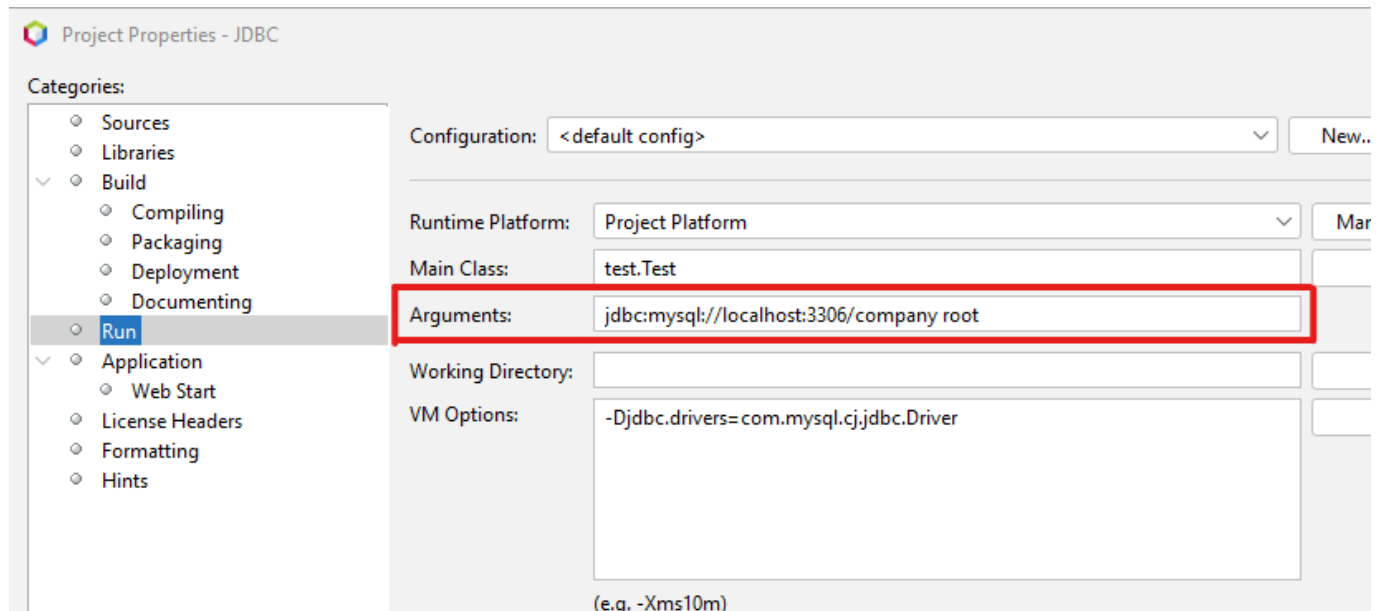 Project Properties - JDBC
Categories:
Sources
Libraries
Build
Compiling
Packaging
Deployment
Documenting
Run
Application
Web Start
License Headers
Formatting
Hints
Configuration: <default config> New..
Runtime Platform: Project Platform Mar
Main Class: test.Test
Arguments: jdbc:mysql://localhost:3306/company root
Working Directory:
VM Options: -Djdbc.drivers=com.mysql.cj.jdbc.Driver
(e.g. -Xms10m)